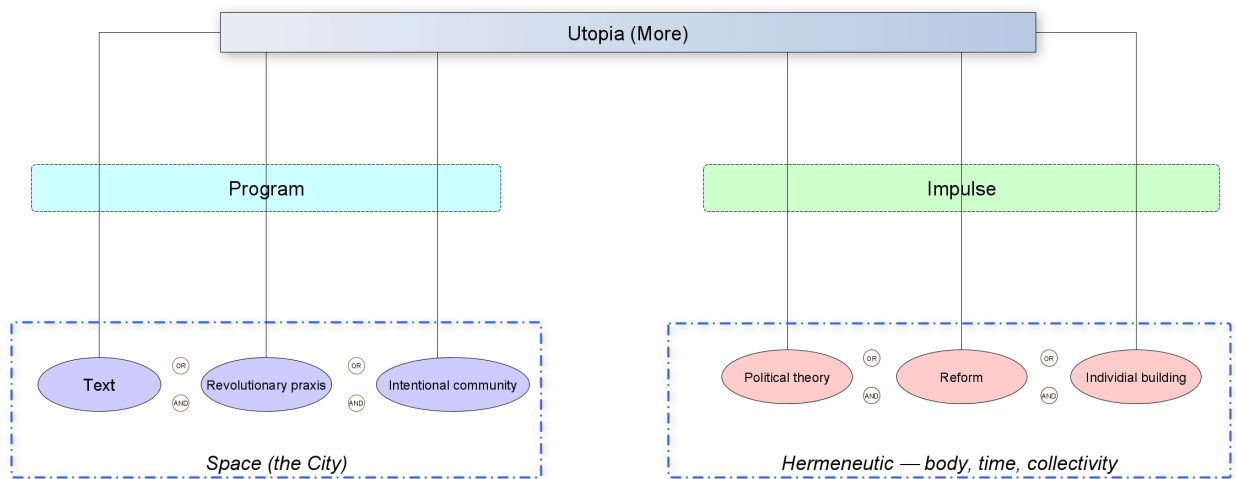 Utopia (More)
Program
Impulse
Text
OR
AND
Revolutionary praxis
OR
AND
Intentional community
Space (the City)
Political theory
OR
AND
Reform
OR
AND
Individial building
Hermeneutic — body, time, collectivity